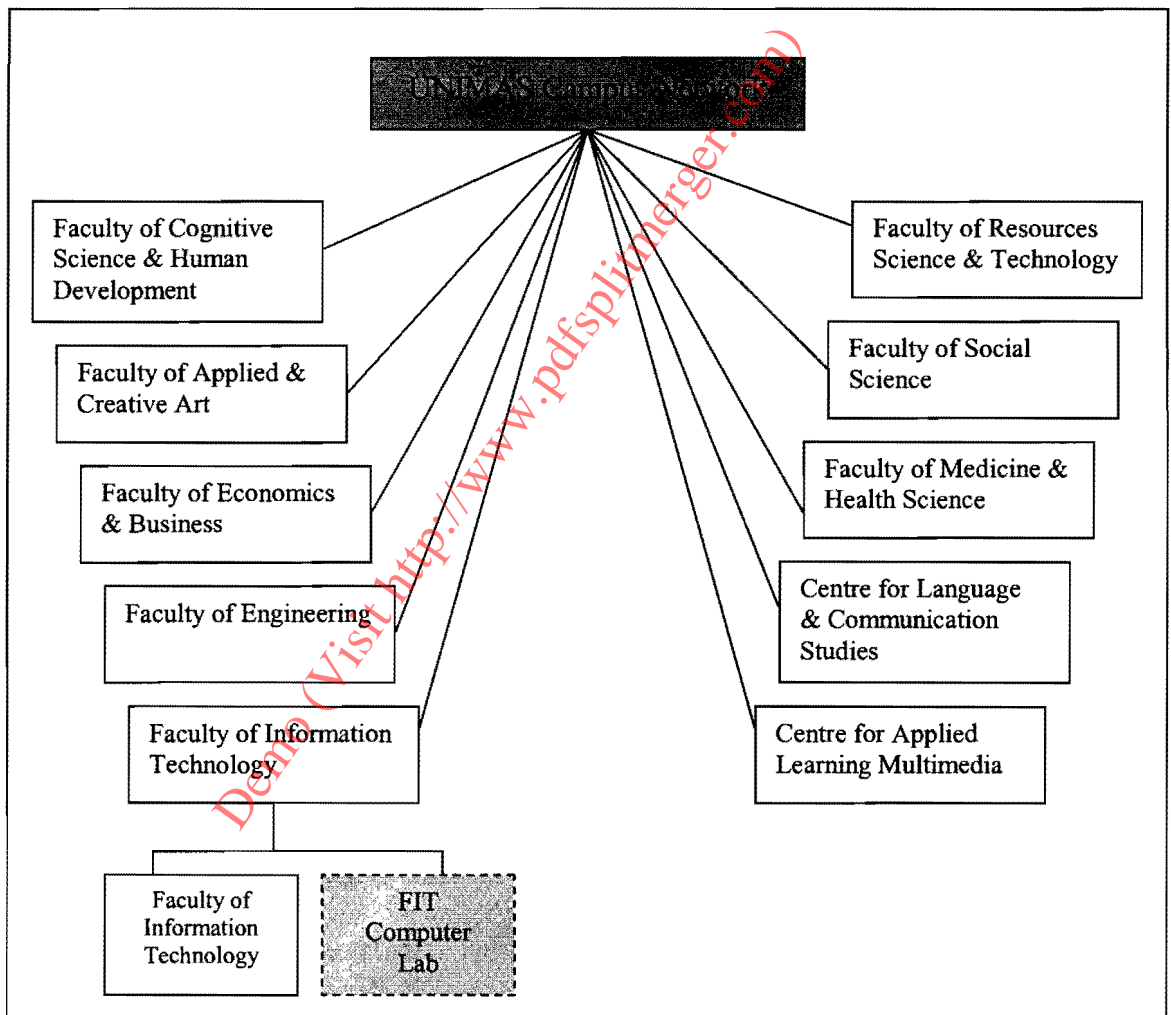 UNIMAS Campus Network
Faculty of Cognitive
Science & Human
Development
Faculty of Resources
Science & Technology
Faculty of Applied &
Creative Art
Faculty of Social
Science
Faculty of Economics
& Business
Faculty of Medicine &
Health Science
Faculty of Engineering
Centre for Language
& Communication
Studies
Faculty of Information
Technology
Centre for Applied
Learning Multimedia
Faculty of
Information
Technology
FIT
Computer
Lab
Demo (Visit http://www.pdfsplitmerger.com)